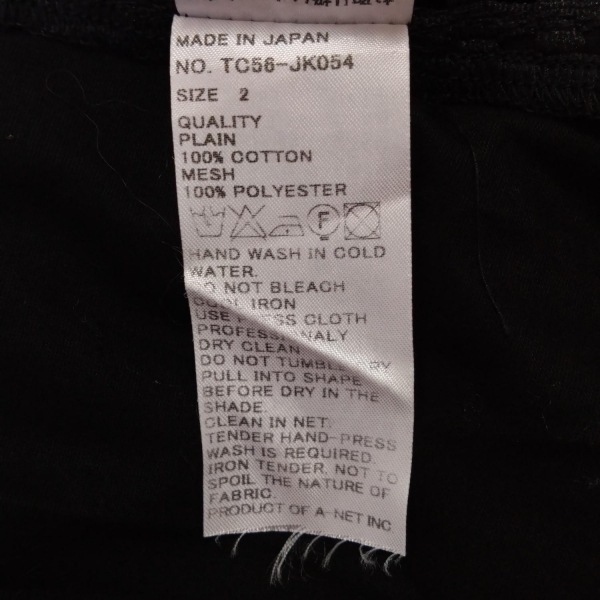 MADE IN JAPAN
NO. TC56-JK054
SIZE 2
QUALITY
PLAIN
100% COTTON
MESH
100% POLYESTER
F
HAND WASH IN COLD
WATER.
DO NOT BLEACH
COOL IRON
USE PRESS CLOTH
DRY CLEAN
DO NOT TUMBLE DRY
PULL INTO SHAPE
BEFORE DRY IN THE
SHADE.
CLEAN IN NET.
TENDER HAND-PRESS
WASH IS REQUIRED.
IRON TENDER, NOT TO
SPOIL THE NATURE OF
FABRIC.
PRODUCT OF A-NET INC